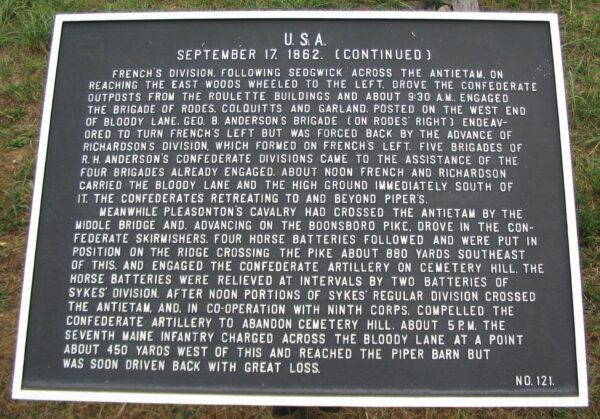 U.S.A.
SEPTEMBER 17, 1862. (CONTINUED)
FRENCH'S DIVISION, FOLLOWING SEDGWICK ACROSS THE ANTIETAM, ON
REACHING THE EAST WOODS WHEELED TO THE LEFT, DROVE THE CONFEDERATE
OUTPOSTS FROM THE ROULETTE BUILDINGS AND ABOUT 9:30 A.M., ENGAGED
THE BRIGADE OF RODES, COLQUITTS AND GARLAND, POSTED ON THE WEST END
OF BLOODY LANE. GEO. B. ANDERSON'S BRIGADE (ON RODES' RIGHT) ENDEAV-
ORED TO TURN FRENCH'S LEFT BUT WAS FORCED BACK BY THE ADVANCE OF
RICHARDSON'S DIVISION, WHICH FORMED ON FRENCH'S LEFT. FIVE BRIGADES OF
R.H. ANDERSON'S CONFEDERATE DIVISIONS CAME TO THE ASSISTANCE OF THE
FOUR BRIGADES ALREADY ENGAGED. ABOUT NOON FRENCH AND RICHARDSON
CARRIED THE BLOODY LANE AND THE HIGH GROUND IMMEDIATELY SOUTH OF
IT, THE CONFEDERATES RETREATING TO AND BEYOND PIPER'S.
MEANWHILE PLEASONTON'S CAVALRY HAD CROSSED THE ANTIETAM BY THE
MIDDLE BRIDGE AND, ADVANCING ON THE BOONSBORO PIKE, DROVE IN THE CON-
FEDERATE SKIRMISHERS. FOUR HORSE BATTERIES FOLLOWED AND WERE PUT IN
POSITION ON THE RIDGE CROSSING THE PIKE ABOUT 880 YARDS SOUTHEAST
OF THIS, AND ENGAGED THE CONFEDERATE ARTILLERY ON CEMETERY HILL. THE
HORSE BATTERIES WERE RELIEVED AT INTERVALS BY TWO BATTERIES OF
SYKES' DIVISION. AFTER NOON PORTIONS OF SYKES' REGULAR DIVISION CROSSED
THE ANTIETAM, AND, IN CO-OPERATION WITH NINTH CORPS, COMPELLED THE
CONFEDERATE ARTILLERY TO ABANDON CEMETERY HILL. ABOUT 5 P.M. THE
SEVENTH MAINE INFANTRY CHARGED ACROSS THE BLOODY LANE AT A POINT
ABOUT 450 YARDS WEST OF THIS AND REACHED THE PIPER BARN BUT
WAS SOON DRIVEN BACK WITH GREAT LOSS.
NO. 121.